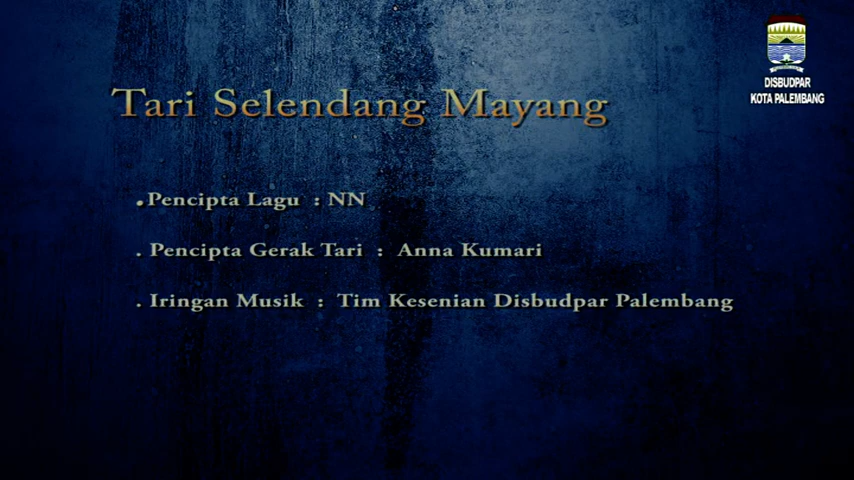 DISBUDPAR
KOTA PALEMBANG
Tari Selendang Mayang
.Pencipta Lagu : NN
. Pencipta Gerak Tari : Anna Kumari
. Iringan Musik : Tim Kesenian Disbudpar Palembang